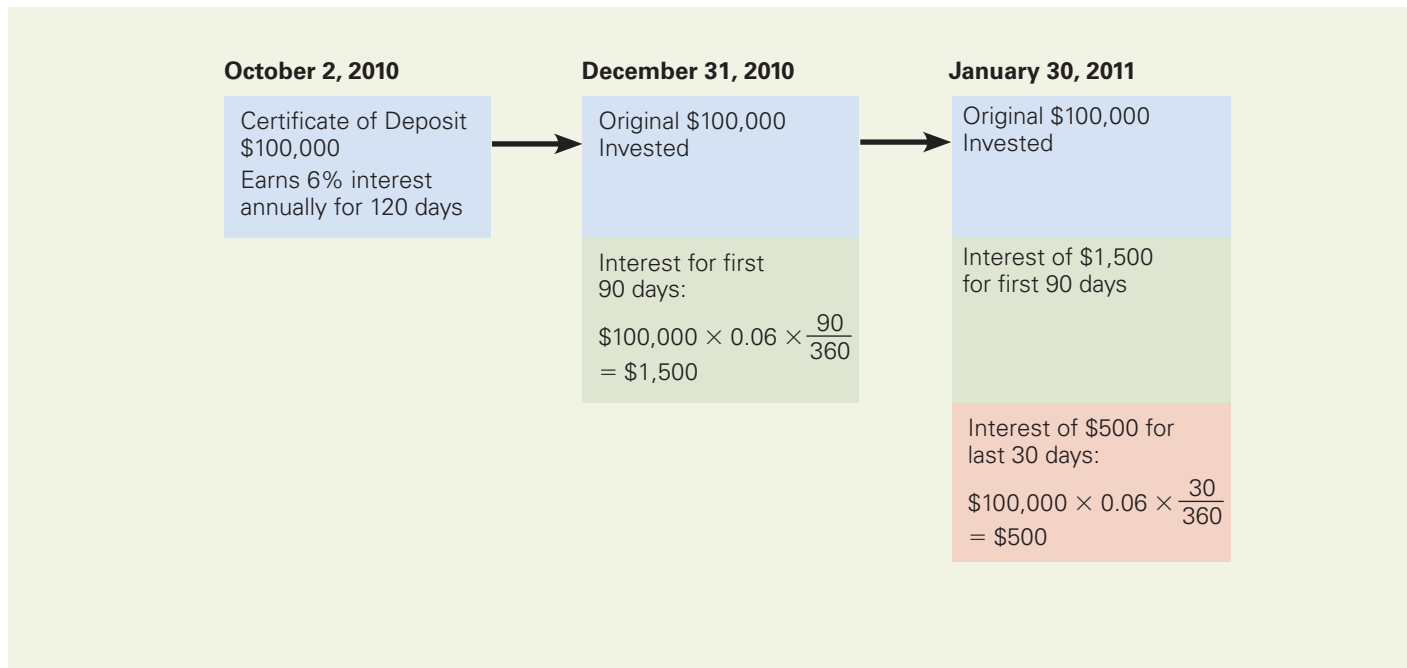 October 2, 2010
Certificate of Deposit
$100,000
Earns 6% interest
annually for 120 days
December 31, 2010
Original $100,000
Invested
Interest for first
90 days:
$100,000 × 0.06 × 90/360
= $1,500
January 30, 2011
Original $100,000
Invested
Interest of $1,500
for first 90 days
Interest of $500 for
last 30 days:
$100,000 × 0.06 × 30/360
= $500